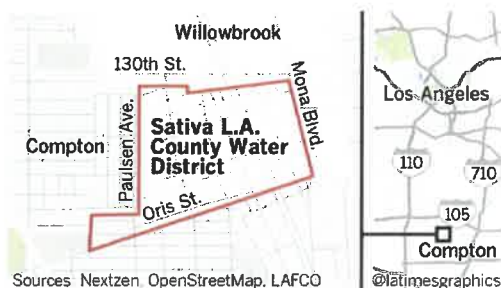 Willowbrook
130th St.
Mona Blvd.
Paulsen Ave.
Compton
Sativa L.A.
County Water
District
Oris St.
Sources Nextzen, OpenStreetMap, LAFCO
Los Angeles
110
710
105
Compton
@latimesgraphics